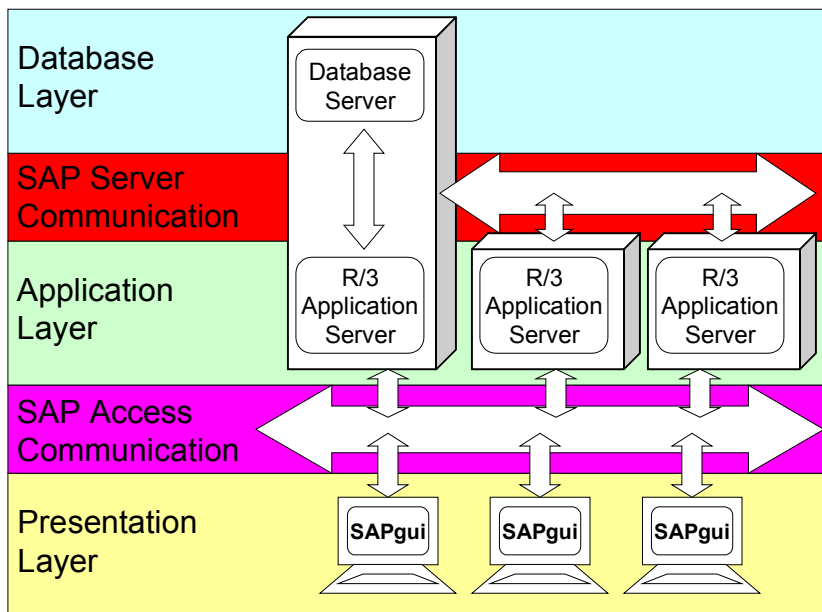 Database
Layer
Database
Server
SAP Server
Communication
Application
Layer
R/3
Application
Server
R/3
Application
Server
R/3
Application
Server
SAP Access
Communication
Presentation
Layer
SAPgui
SAPgui
SAPgui